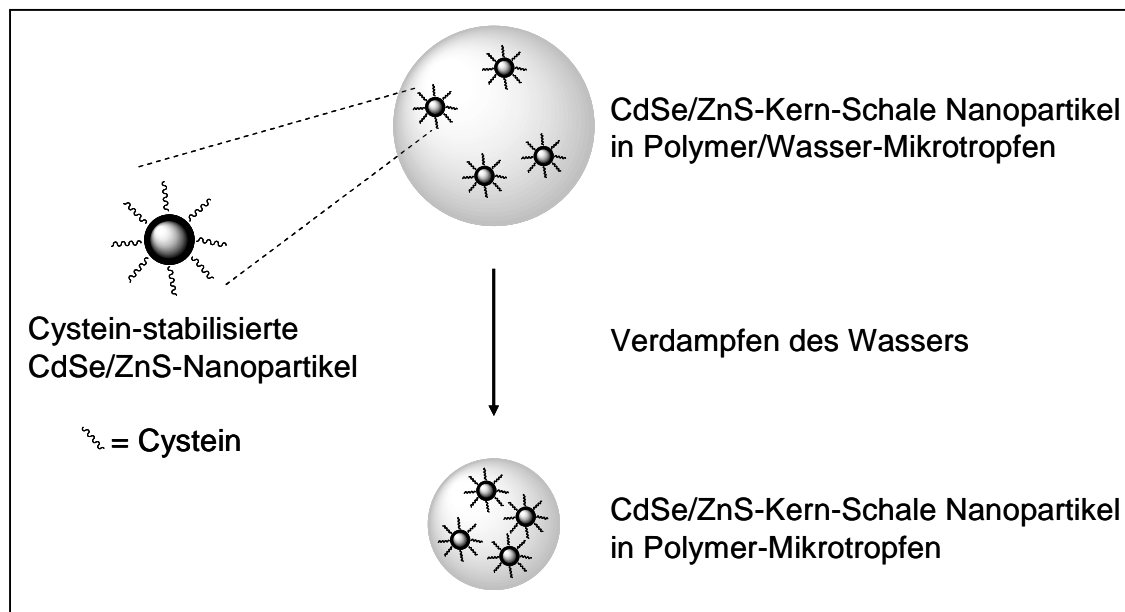 CdSe/ZnS-Kern-Schale Nanopartikel
in Polymer/Wasser-Mikrotropfen
Cystein-stabilisierte
CdSe/ZnS-Nanopartikel
= Cystein
Verdampfen des Wassers
CdSe/ZnS-Kern-Schale Nanopartikel
in Polymer-Mikrotropfen